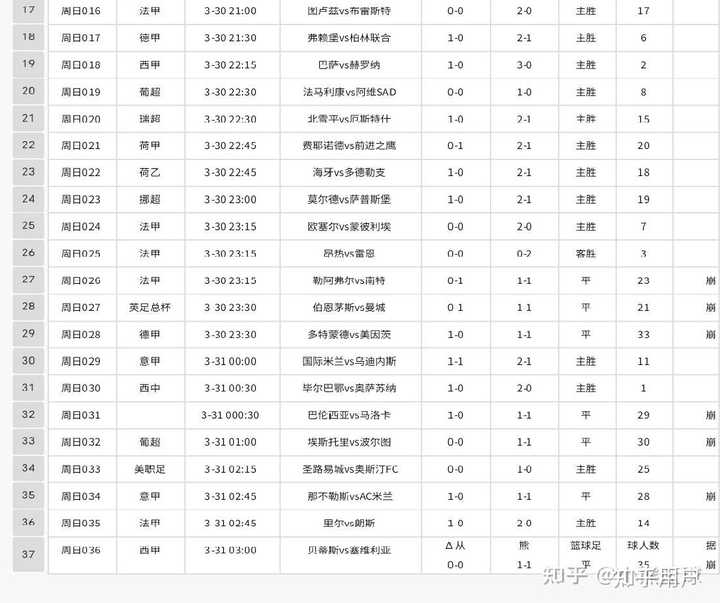 17 周日016 法甲 3-30 21:00 图卢兹vs布雷斯特 0-0 2-0 主胜 17
18 周日017 德甲 3-30 21:30 弗赖堡vs柏林联合 1-0 2-1 主胜 6
19 周日018 西甲 3-30 22:15 巴萨vs赫罗纳 1-0 3-0 主胜 2
20 周日019 葡超 3-30 22:30 法马利康vs阿维SAD 0-0 1-0 主胜 8
21 周日020 瑞超 3-30 22:30 北雪平vs厄斯特什 1-0 2-1 主胜 15
22 周日021 荷甲 3-30 22:45 费耶诺德vs前进之鹰 0-1 2-1 主胜 20
23 周日022 荷乙 3-30 22:45 海牙vs多德勒支 1-0 2-1 主胜 18
24 周日023 挪超 3-30 23:00 莫尔德vs萨普斯堡 1-0 2-1 主胜 19
25 周日024 法甲 3-30 23:15 欧塞尔vs蒙彼利埃 0-0 2-0 主胜 7
26 周日025 法甲 3-30 23:15 昂热vs雷恩 0-0 0-2 客胜 3
27 周日026 法甲 3-30 23:15 勒阿弗尔vs南特 0-1 1-1 平 23 崩
28 周日027 英足总杯 3-30 23:30 伯恩茅斯vs曼城 0 1 1-1 平 21 崩
29 周日028 德甲 3-30 23:30 多特蒙德vs美因茨 1-0 1-1 平 33 崩
30 周日029 意甲 3-31 00:00 国际米兰vs乌迪内斯 1-1 2-1 主胜 11
31 周日030 西中 3-31 00:30 毕尔巴鄂vs奥萨苏纳 1-0 2-0 主胜 1
32 周日031 3-31 000:30 巴伦西亚vs马洛卡 1-0 1-1 平 29 崩
33 周日032 葡超 3-31 01:00 埃斯托里vs波尔图 0-0 1-1 平 30 崩
34 周日033 美职足 3-31 02:15 圣路易城vs奥斯汀FC 0-0 1-0 主胜 25
35 周日034 意甲 3-31 02:45 那不勒斯vsAC米兰 1-0 1-1 平 28 崩
36 周日035 法甲 3-31 02:45 里尔vs朗斯 1 0 2 0 主胜 14
37 周日036 西甲 3-31 03:00 贝蒂斯vs塞维利亚 Δ 从 熊 篮球足 球人数 据
0-0 1-1 平 35 崩
知乎